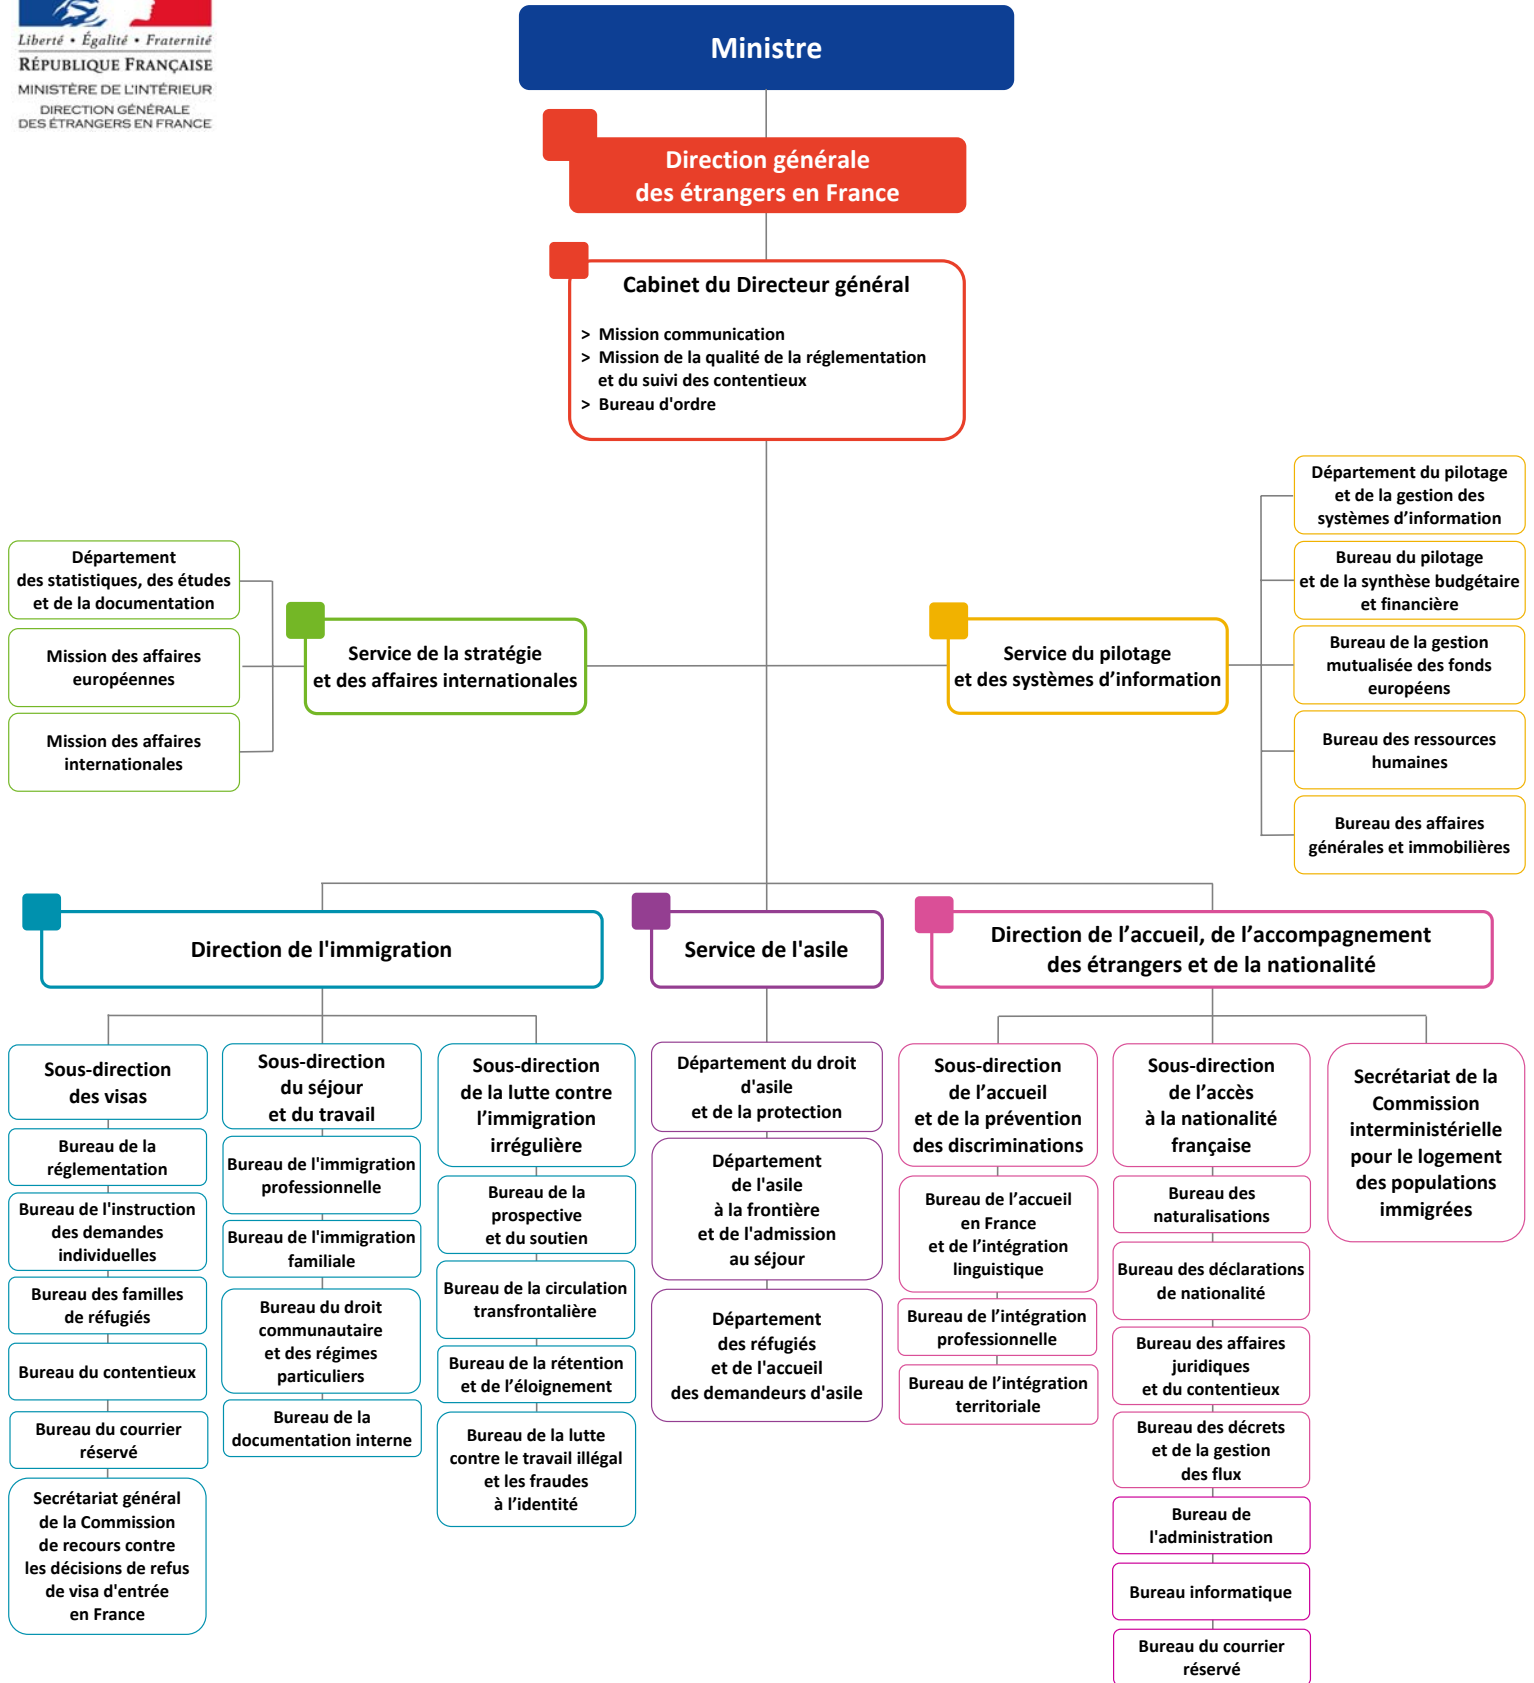 Liberté • Égalité • Fraternité
RÉPUBLIQUE FRANÇAISE
MINISTÈRE DE L'INTÉRIEUR
DIRECTION GÉNÉRALE
DES ÉTRANGERS EN FRANCE
Ministre
Direction générale
des étrangers en France
Cabinet du Directeur général
> Mission communication
> Mission de la qualité de la réglementation
et du suivi des contentieux
> Bureau d'ordre
Département
des statistiques, des études
et de la documentation
Mission des affaires
européennes
Mission des affaires
internationales
Service de la stratégie
et des affaires internationales
Service du pilotage
et des systèmes d’information
Département du pilotage
et de la gestion des
systèmes d’information
Bureau du pilotage
et de la synthèse budgétaire
et financière
Bureau de la gestion
mutualisée des fonds
européens
Bureau des ressources
humaines
Bureau des affaires
générales et immobilières
Direction de l'immigration
Sous-direction
des visas
Bureau de la
réglementation
Bureau de l'instruction
des demandes
individuelles
Bureau des familles
de réfugiés
Bureau du contentieux
Bureau du courrier
réservé
Secrétariat général
de la Commission
de recours contre
les décisions de refus
de visa d'entrée
en France
Sous-direction
du séjour
et du travail
Bureau de l'immigration
professionnelle
Bureau de l'immigration
familiale
Bureau du droit
communautaire
et des régimes
particuliers
Bureau de la
documentation interne
Sous-direction
de la lutte contre
l’immigration
irrégulière
Bureau de la
prospective
et du soutien
Bureau de la circulation
transfrontalière
Bureau de la rétention
et de l’éloignement
Bureau de la lutte
contre le travail illégal
et les fraudes
à l’identité
Service de l'asile
Département du droit
d'asile
et de la protection
Département
de l'asile
à la frontière
et de l'admission
au séjour
Département
des réfugiés
et de l'accueil
des demandeurs d'asile
Direction de l’accueil, de l’accompagnement
des étrangers et de la nationalité
Sous-direction
de l’accueil
et de la prévention
des discriminations
Bureau de l’accueil
en France
et de l’intégration
linguistique
Bureau de l’intégration
professionnelle
Bureau de l’intégration
territoriale
Sous-direction
de l’accès
à la nationalité
française
Bureau des
naturalisations
Bureau des déclarations
de nationalité
Bureau des affaires
juridiques
et du contentieux
Bureau des décrets
et de la gestion
des flux
Bureau de
l'administration
Bureau informatique
Bureau du courrier
réservé
Secrétariat de la
Commission
interministérielle
pour le logement
des populations
immigrées